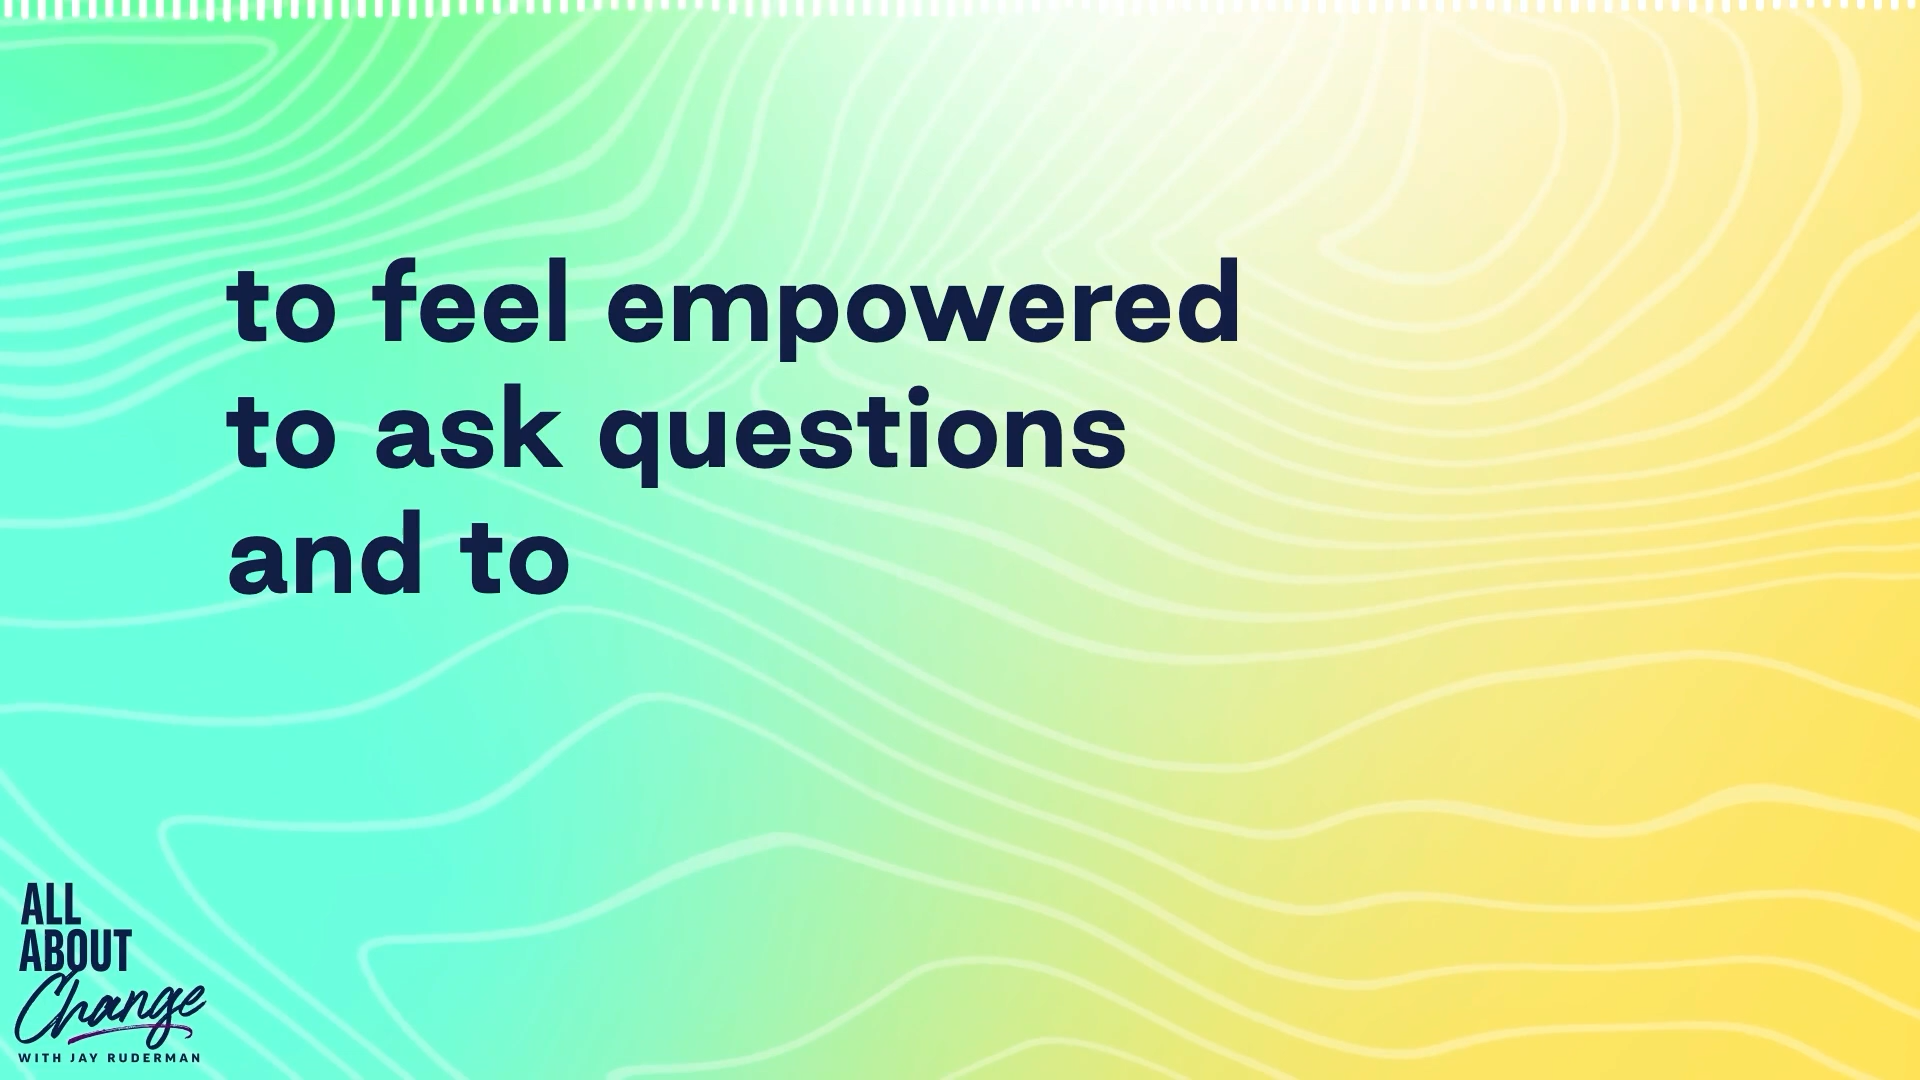 to feel empowered
to ask questions
and to
ALL
ABOUT
Change
WITH JAY RUDERMAN